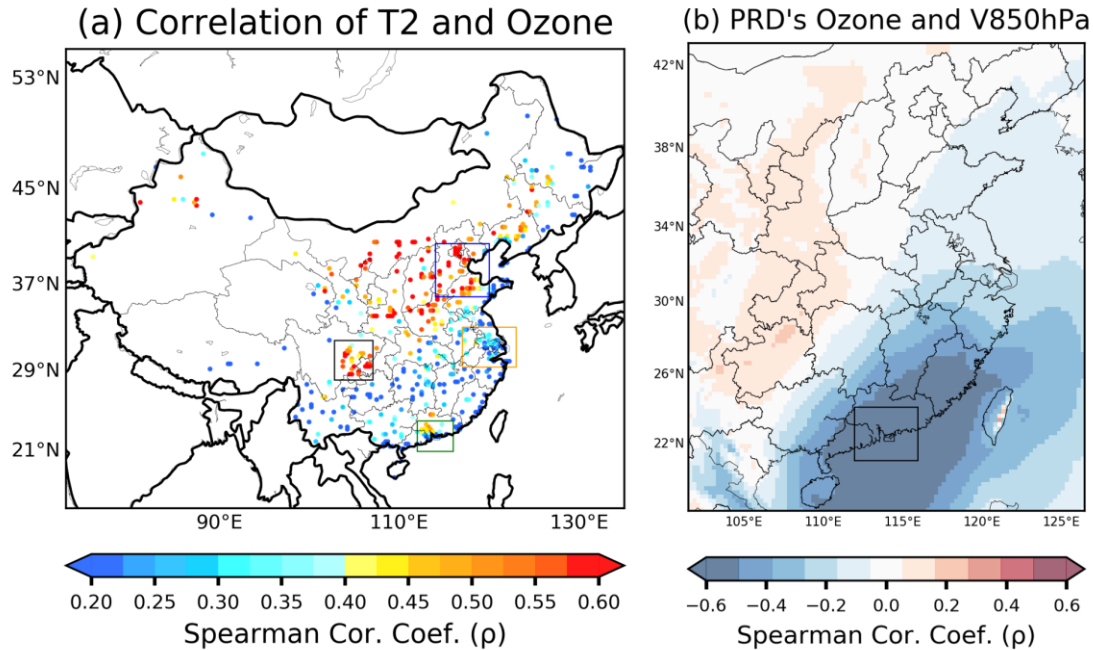 (a) Correlation of T2 and Ozone
53°N
45°N
37°N
29°N
21°N
90°E 110°E 130°E
0.20 0.25 0.30 0.35 0.40 0.45 0.50 0.55 0.60
Spearman Cor. Coef. (ρ)
(b) PRD's Ozone and V850hPa
42°N
38°N
34°N
30°N
26°N
22°N
105°E 110°E 115°E 120°E 125°E
−0.6 −0.4 −0.2 0.0 0.2 0.4 0.6
Spearman Cor. Coef. (ρ)